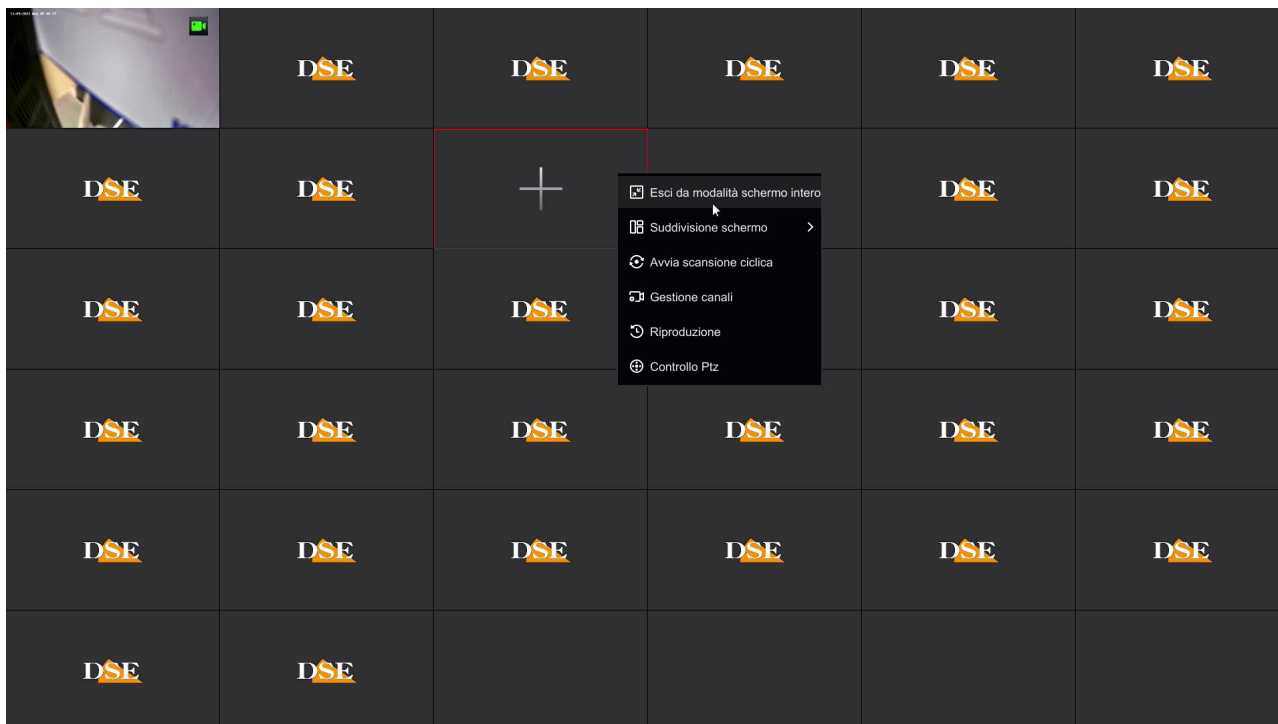 DSE DSE DSE DSE DSE
DSE DSE DSE DSE
Esci da modalità schermo intero
Suddivisione schermo
Avvia scansione ciclica
Gestione canali
Riproduzione
Controllo Ptz
DSE DSE DSE DSE DSE
DSE DSE DSE DSE DSE DSE
DSE DSE DSE DSE DSE DSE
DSE DSE